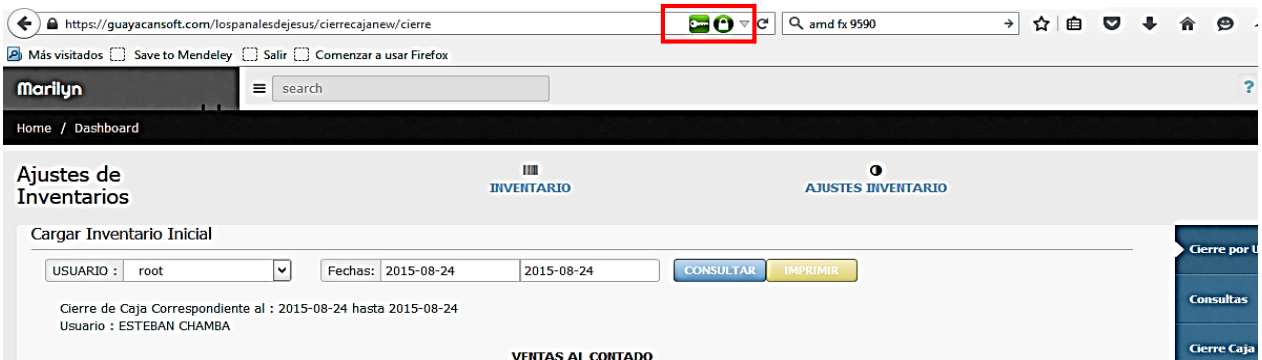 https://guayacansoft.com/lospanalesdejesus/cierrecajanew/cierre amd fx 9590
Más visitados Save to Mendeley Salir Comenzar a usar Firefox
Marilyn search ?
Home / Dashboard
Ajustes de
Inventarios
INVENTARIO
AJUSTES INVENTARIO
Cargar Inventario Inicial
USUARIO : root Fechas: 2015-08-24 2015-08-24 CONSULTAR IMPRIMIR
Cierre de Caja Correspondiente al : 2015-08-24 hasta 2015-08-24
Usuario : ESTEBAN CHAMBA
VENTAS AL CONTADO
Cierre por U
Consultas
Cierre Caja